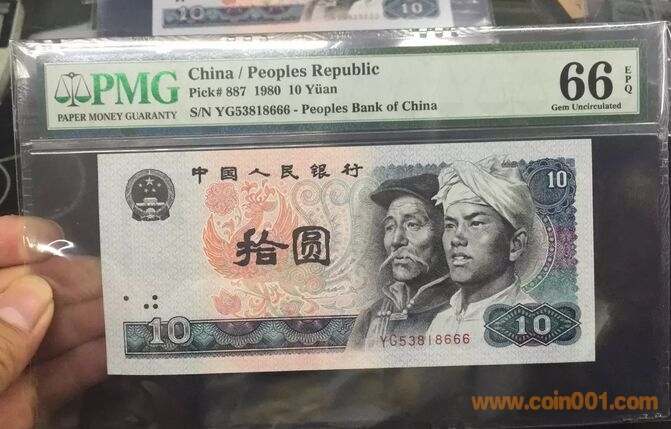 10
PMG
PAPER MONEY GUARANTY
China / Peoples Republic
Pick# 887 1980 10 Yüan
S/N YG53818666 - Peoples Bank of China
66 EPQ
Gem Uncirculated
中国人民银行
10
拾圆
10
YG53818666
10
www.coin001.com